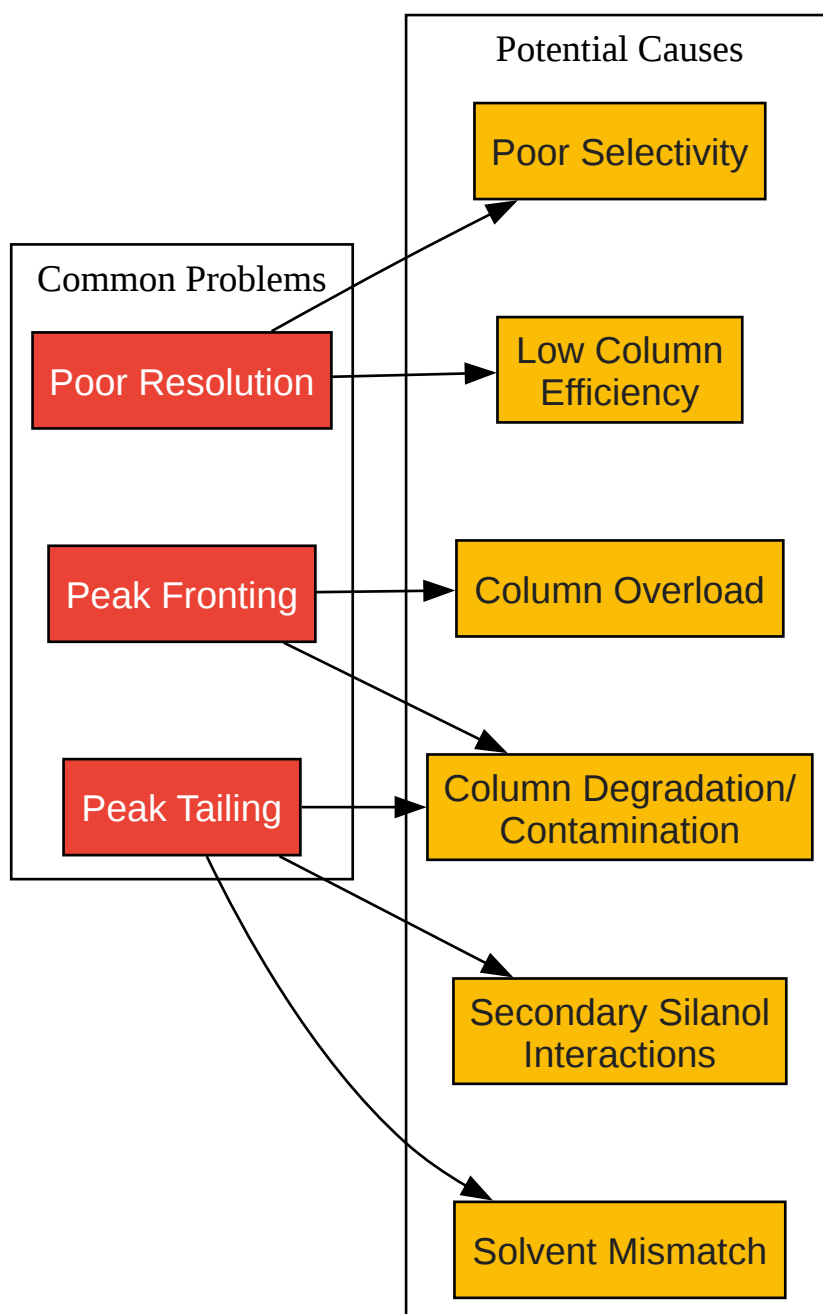 Potential Causes
Poor Selectivity
Common Problems
Poor Resolution
Low Column
Efficiency
Peak Fronting
Column Overload
Peak Tailing
Column Degradation/
Contamination
Secondary Silanol
Interactions
Solvent Mismatch